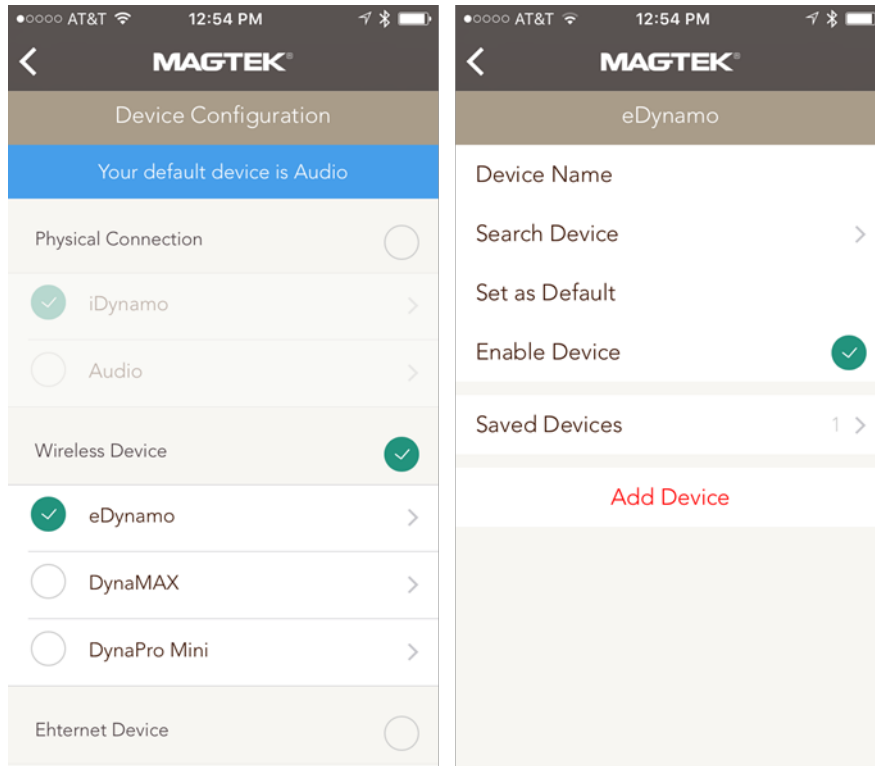 AT&T 12:54 PM
MAGTEK®
Device Configuration
Your default device is Audio
Physical Connection
iDynamo
Audio
Wireless Device
eDynamo
DynaMAX
DynaPro Mini
Ehternet Device
AT&T 12:54 PM
MAGTEK®
eDynamo
Device Name
Search Device
Set as Default
Enable Device
Saved Devices 1
Add Device